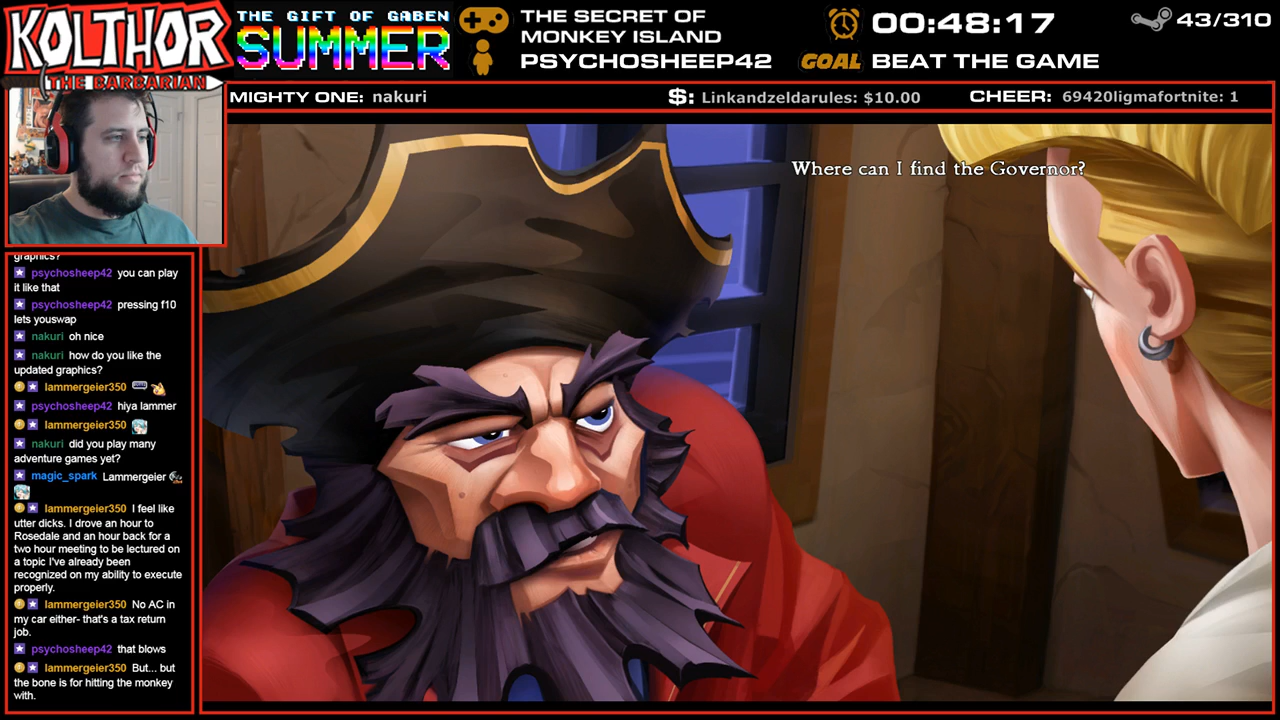 KOLTHOR
THE BARBARIAN
THE GIFT OF GABEN
SUMMER
THE SECRET OF
MONKEY ISLAND
PSYCHOSHEEP42
00:48:17
GOAL BEAT THE GAME
43/310
MIGHTY ONE: nakuri
$: Linkandzeldarules: $10.00
CHEER: 69420ligmafortnite: 1
Where can I find the Governor?
graphics?
psychosheep42 you can play
it like that
psychosheep42 pressing f10
lets youswap
nakuri oh nice
nakuri how do you like the
updated graphics?
lammergeier350
psychosheep42 hiya lammer
lammergeier350
nakuri did you play many
adventure games yet?
magic_spark Lammergeier
lammergeier350 I feel like
utter dicks. I drove an hour to
Rosedale and an hour back for a
two hour meeting to be lectured on
a topic I've already been
recognized on my ability to execute
properly.
lammergeier350 No AC in
my car either- that's a tax return
job.
psychosheep42 that blows
lammergeier350 But... but
the bone is for hitting the monkey
with.